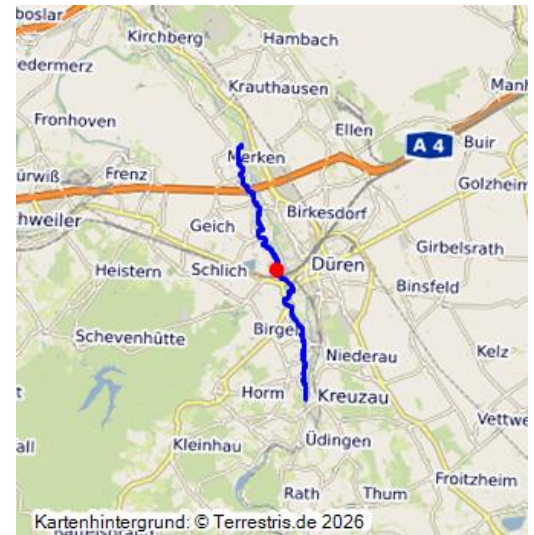 boslar
Kirchberg
Hambach
edermerz
Krauthausen
Manh
Fronhoven
Ellen
A 4
Buir
Merken
ürwiß
Frenz
Golzheim
Birkesdorf
hweiler
Geich
Girbelsrath
Heistern
Schlich
Düren
Binsfeld
Schevenhütte
Birgel
Niederau
Kelz
t
Horm
Kreuzau
Vettwe
all
Kleinhau
Üdingen
Froitzheim
Rath
Thum
Kartenhintergrund: © Terrestris.de 2026